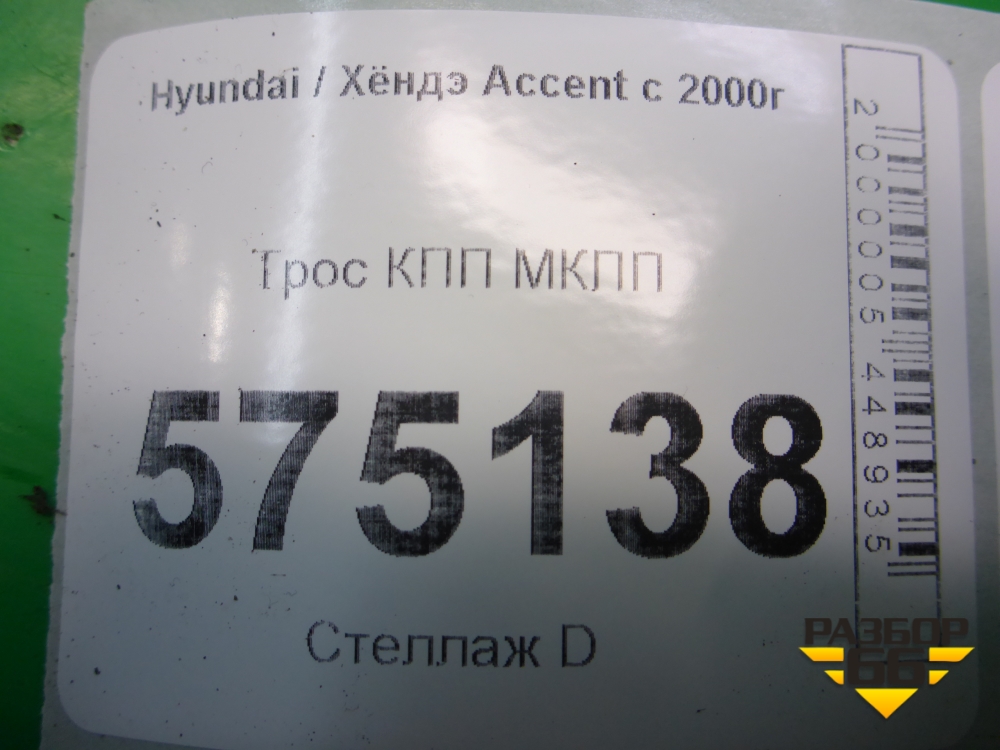 Hyundai / Хёндэ Accent с 2000г
Трос КПП МКПП
575138
Стеллаж D
2000005448935
РАЗБОР
66